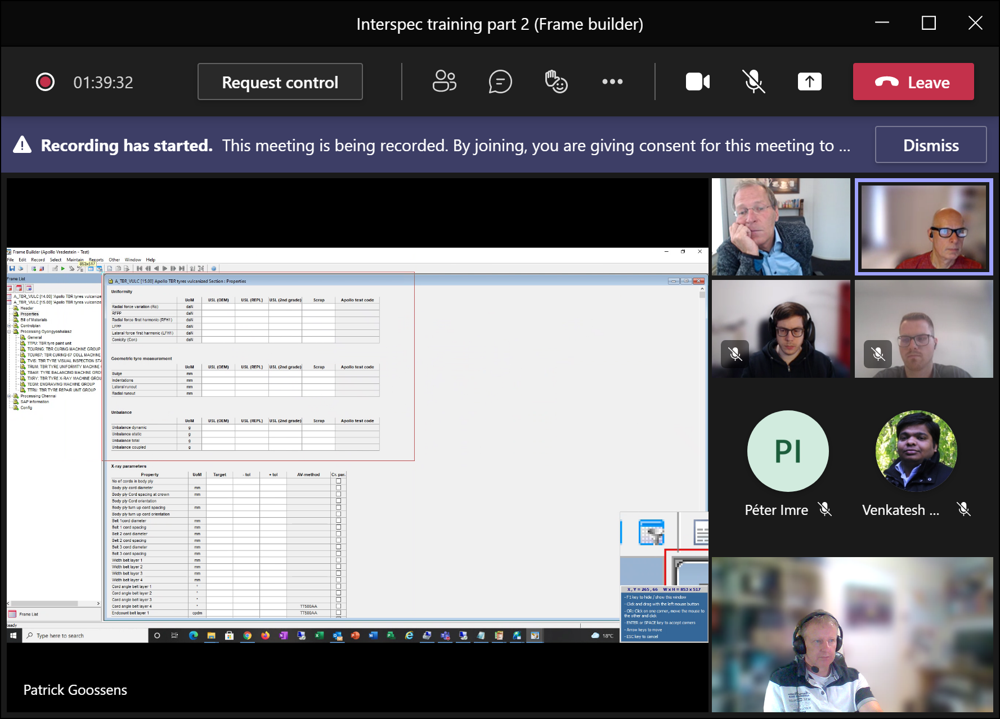 Interspec training part 2 (Frame builder)
01:39:32
Request control
Leave
Recording has started. This meeting is being recorded. By joining, you are giving consent for this meeting to ...
Dismiss
Frame Builder (Apollo Vredestein - Test)
File Edit Record Select Maintain Reports Other Window Help
853x517
Frame List
A_TBR_VULC [14.00] 'Apollo TBR tyres vulcanize
A_TBR_VULC [15.00] 'Apollo TBR tyres vulcanize
Header
Properties
Bill of Materials
Controlplan
Processing Gyongyoshalasz
General
TTPU: TBR tyre paint unit
TCURING: TBR CURING MACHINE GROUP
TCUR67: TBR CURING 67 COLL MACHINE
TVIS: TBR TYRE VISUAL INSPECTION STA
TRUM: TBR TYRE UNIFORMITY MACHINE
TBAM: TYRE BALANCING MACHINE GRO
TXRY: TBR TYRE X-RAY MACHINE GROU
TEGM: ENGRAVING MACHINE GROUP
TTRU: TBR TYRE REPAIR UNIT GROUP
Processing Chennai
SAP information
Config
Frame List
A_TBR_VULC [15.00] Apollo TBR tyres vulcanized Section : Properties
Uniformity
UoM USL (OEM) USL (REPL) USL (2nd grade) Scrap Apollo test code
Radial force variation (Rc) daN
RFPP daN
Radial force first harmonic (RFH1) daN
LFPP daN
Lateral force first harmonic (LFH1) daN
Conicity (Con) daN
Geometric tyre measurement
UoM USL (OEM) USL (REPL) USL (2nd grade) Scrap Apollo test code
Bulge mm
Indentations mm
Lateral runout mm
Radial runout mm
Unbalance
UoM USL (OEM) USL (REPL) USL (2nd grade) Scrap Apollo test code
Unbalance dynamic g
Unbalance static g
Unbalance total g
Unbalance coupled g
X-ray parameters
Property UoM Target - tol + tol AV-method Cr. par.
No of cords in body ply
Body ply cord diameter mm
Body ply Cord spacing at crown mm
Body ply Cord orientation
Body ply turn up cord spacing mm
Body ply turn up cord orientation
Belt 1cord diameter mm
Belt 1 cord spacing mm
Belt 2 cord diameter mm
Belt 2 cord spacing mm
Belt 3 cord diameter mm
Belt 3 cord spacing mm
Width belt layer 1 mm
Width belt layer 2 mm
Width belt layer 3 mm
Width belt layer 4 mm
Cord angle belt layer 1 °
Cord angle belt layer 2 °
Cord angle belt layer 3 °
Cord angle belt layer 4 ° TT500AA
Endcount belt layer 1 cpdm TT500AA
X , Y = 265 , 66 W x H = 853 x 517
- F1 key to hide / show this window
- Click and drag with the left mouse button
- OR: Click on one corner, move the mouse to
the other and click
- ENTER or SPACE key to accept corners
- Arrow keys to move
- ESC key to cancel
eady
Type here to search
18°C
PI
Péter Imre
Venkatesh ...
Patrick Goossens